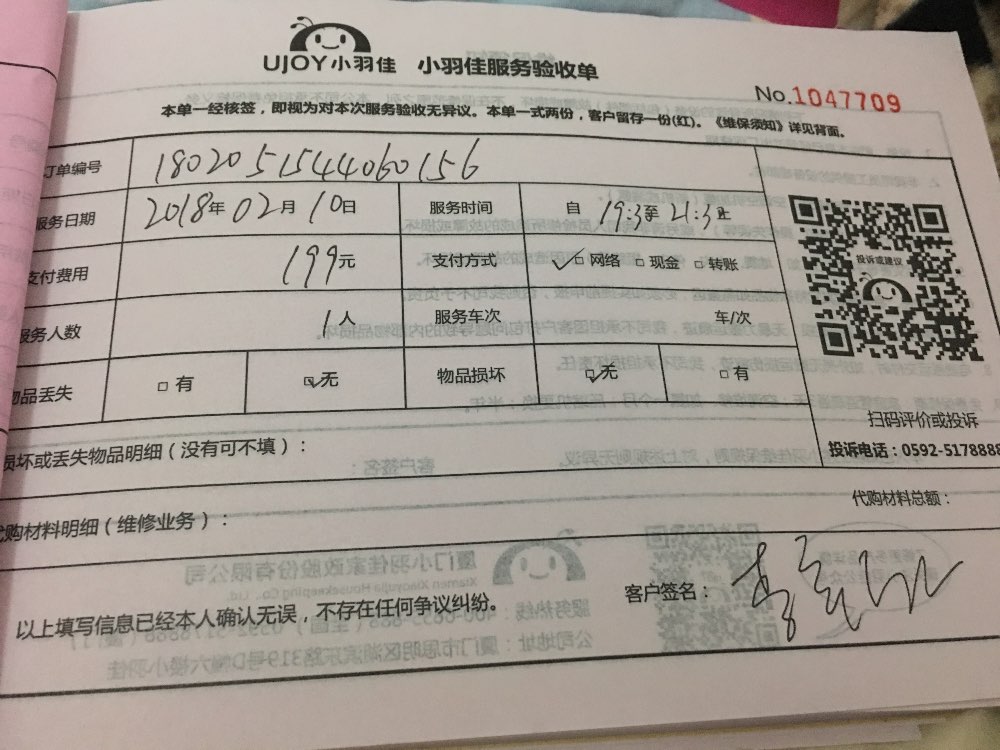 UJOY小羽佳 小羽佳服务验收单
No.1047709
本单一经核签，即视为对本次服务验收无异议。本单一式两份，客户留存一份(红)。《维保须知》详见背面。
订单编号 1802051544060156
服务日期 2018年02月10日 服务时间 自19:3至21:3止
支付费用 199元 支付方式 ✓□网络 □现金 □转账
投诉或建议
服务人数 1人 服务车次 车/次
物品丢失 □有 ☑无 物品损坏 ☑无 □有
扫码评价或投诉
投诉电话：0592-5178888
损坏或丢失物品明细（没有可不填）：
代购材料总额：
代购材料明细（维修业务）：
客户签名：
以上填写信息已经本人确认无误，不存在任何争议纠纷。